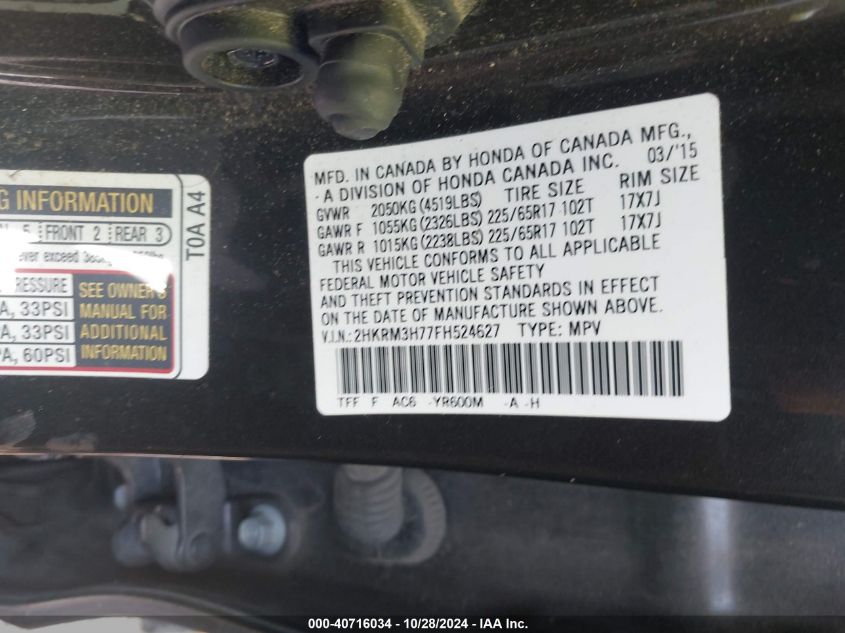 MFD. IN CANADA BY HONDA OF CANADA MFG.,
-A DIVISION OF HONDA CANADA INC. 03/'15
GVWR 2050KG(4519LBS) TIRE SIZE RIM SIZE
GAWR F 1055KG(2326LBS) 225/65R17 102T 17X7J
GAWR R 1015KG(2238LBS) 225/65R17 102T 17X7J
THIS VEHICLE CONFORMS TO ALL APPLICABLE
FEDERAL MOTOR VEHICLE SAFETY
AND THEFT PREVENTION STANDARDS IN EFFECT
ON THE DATE OF MANUFACTURE SHOWN ABOVE.
V.I.N.: 2HKRM3H77FH524627 TYPE: MPV
TFF F AC6 -YR600M -A -H
INFORMATION
5 FRONT 2 REAR 3
ever exceed
PRESSURE
33PSI
33PSI
60PSI
SEE OWNER'S
MANUAL FOR
ADDITIONAL
INFORMATION
T0A A4
000-40716034 / 10/28/2024 - IAA Inc.